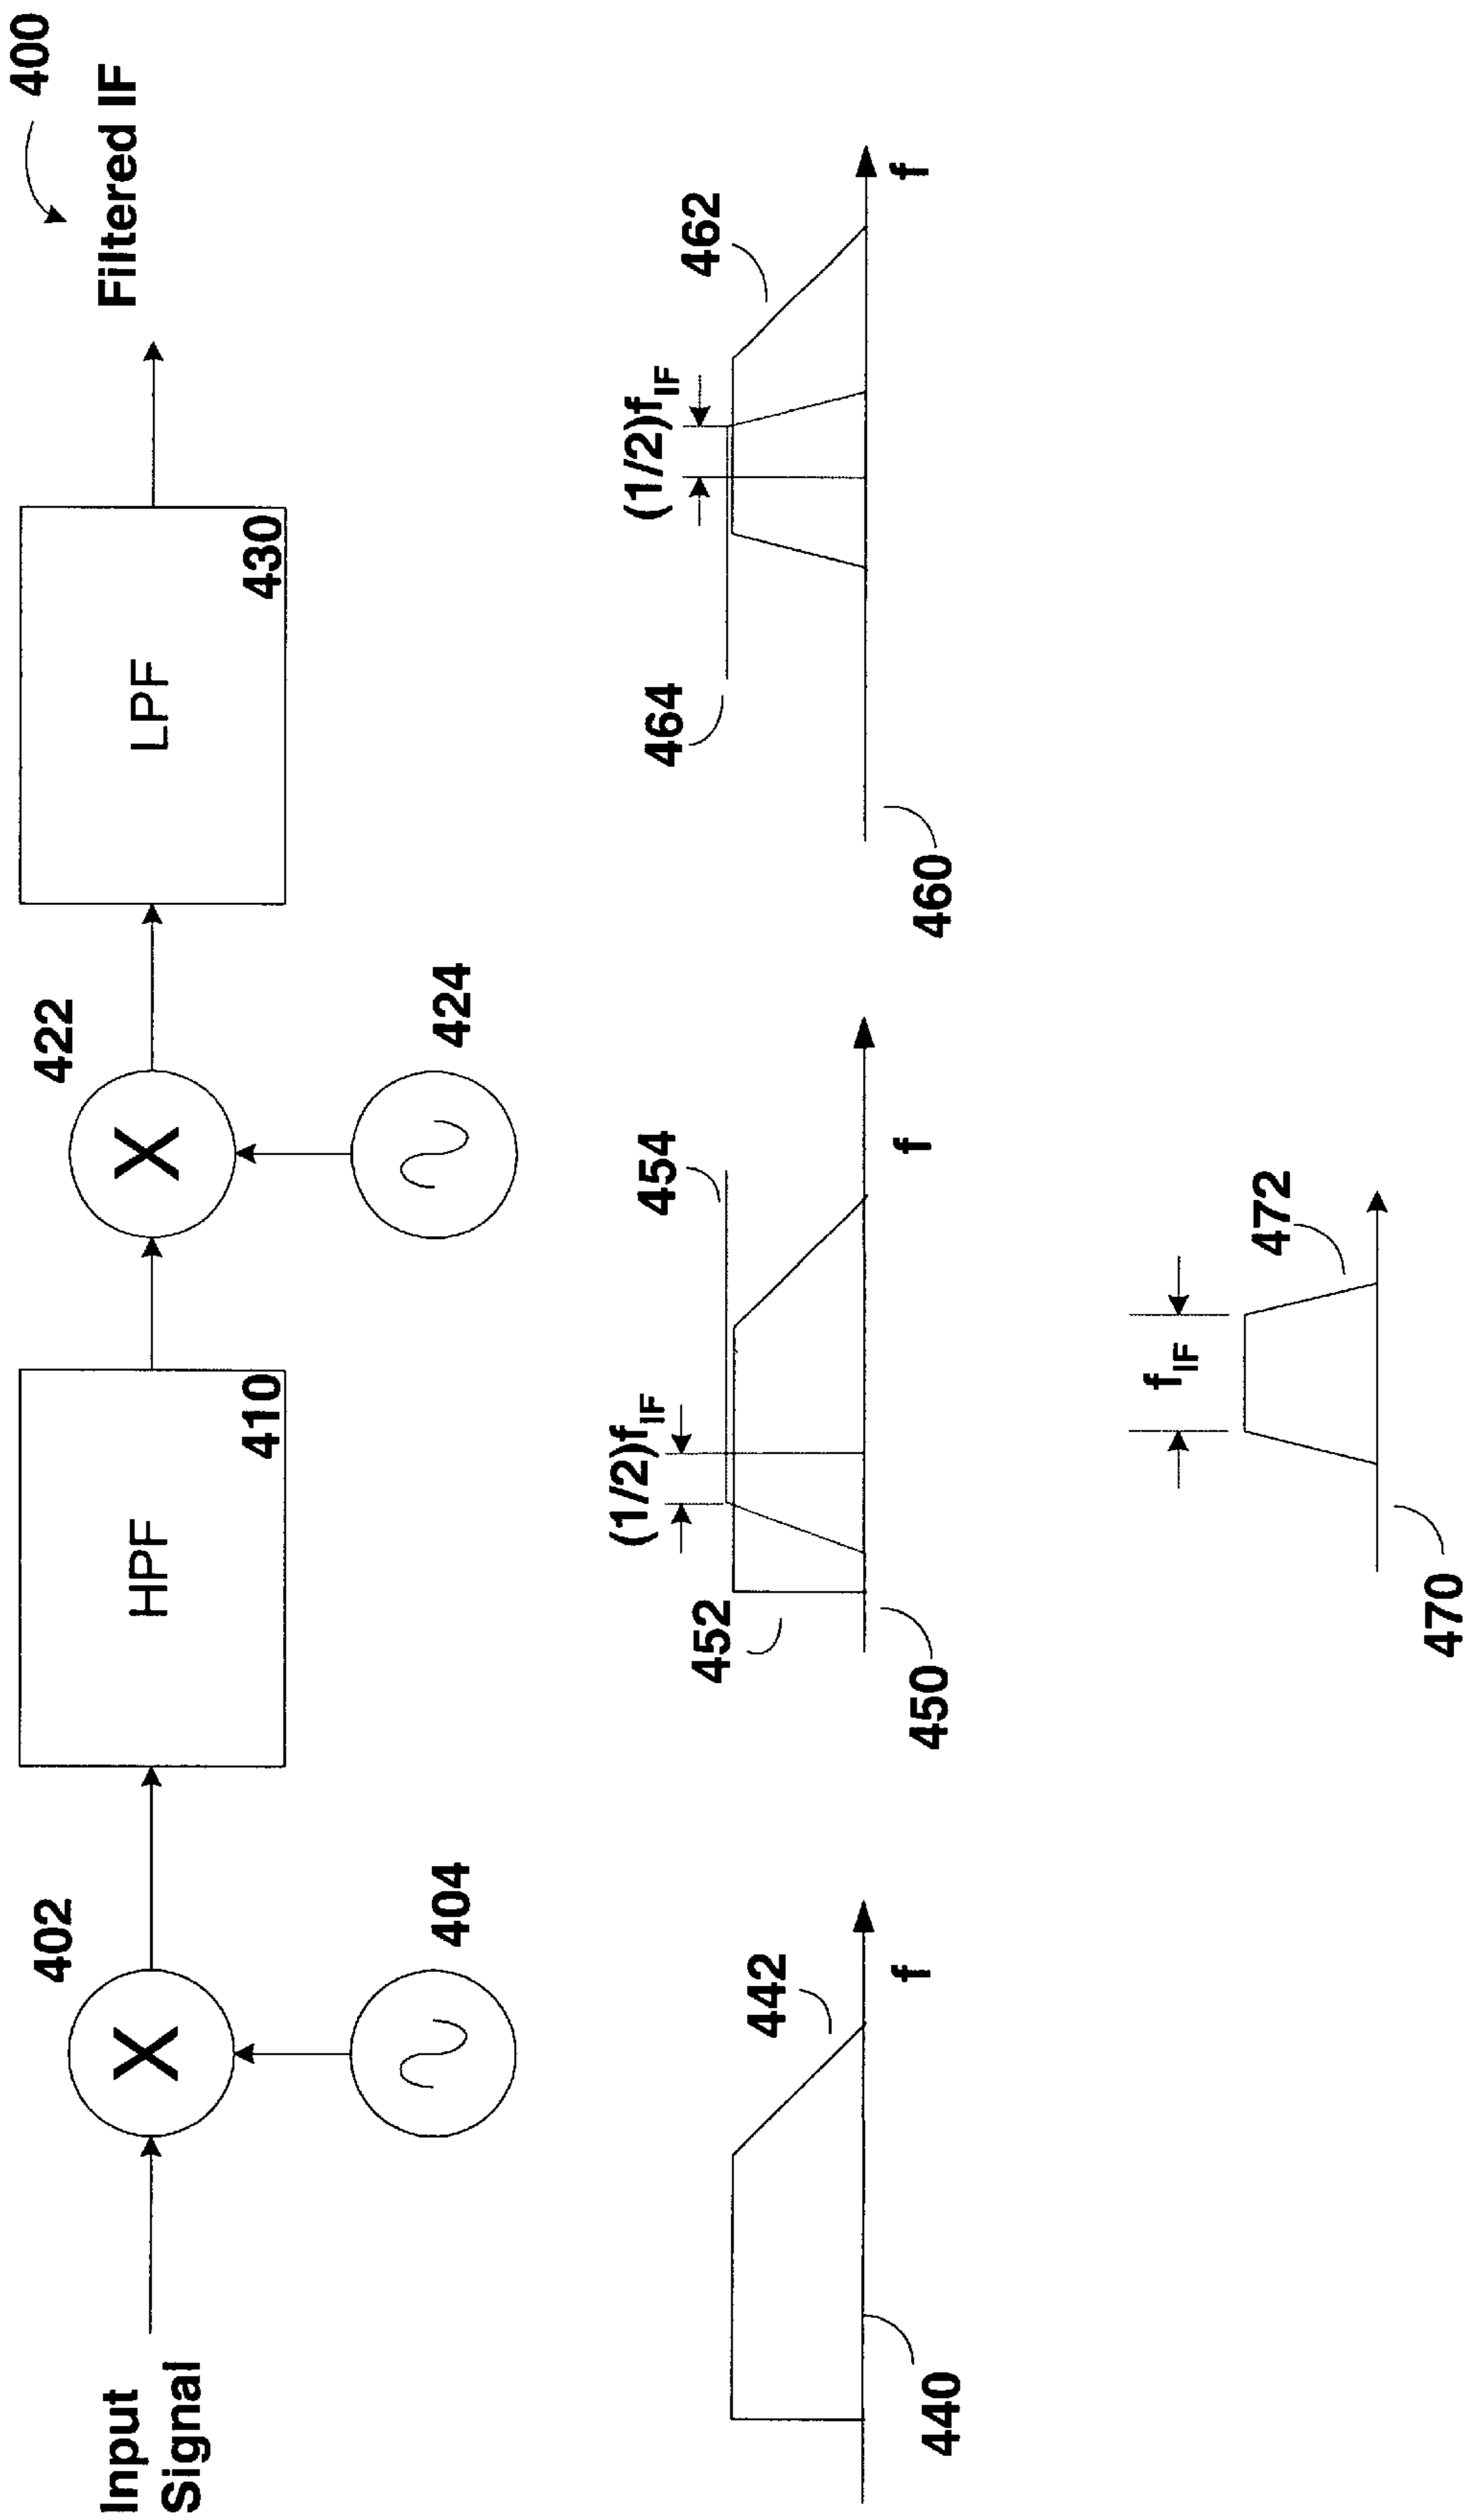 400
Input
Signal
402
X
404
HPF
410
422
X
424
LPF
430
Filtered IF
440
442
f
450
452
(1/2)f_IF
454
f
460
464
(1/2)f_IF
462
f
470
f_IF
472